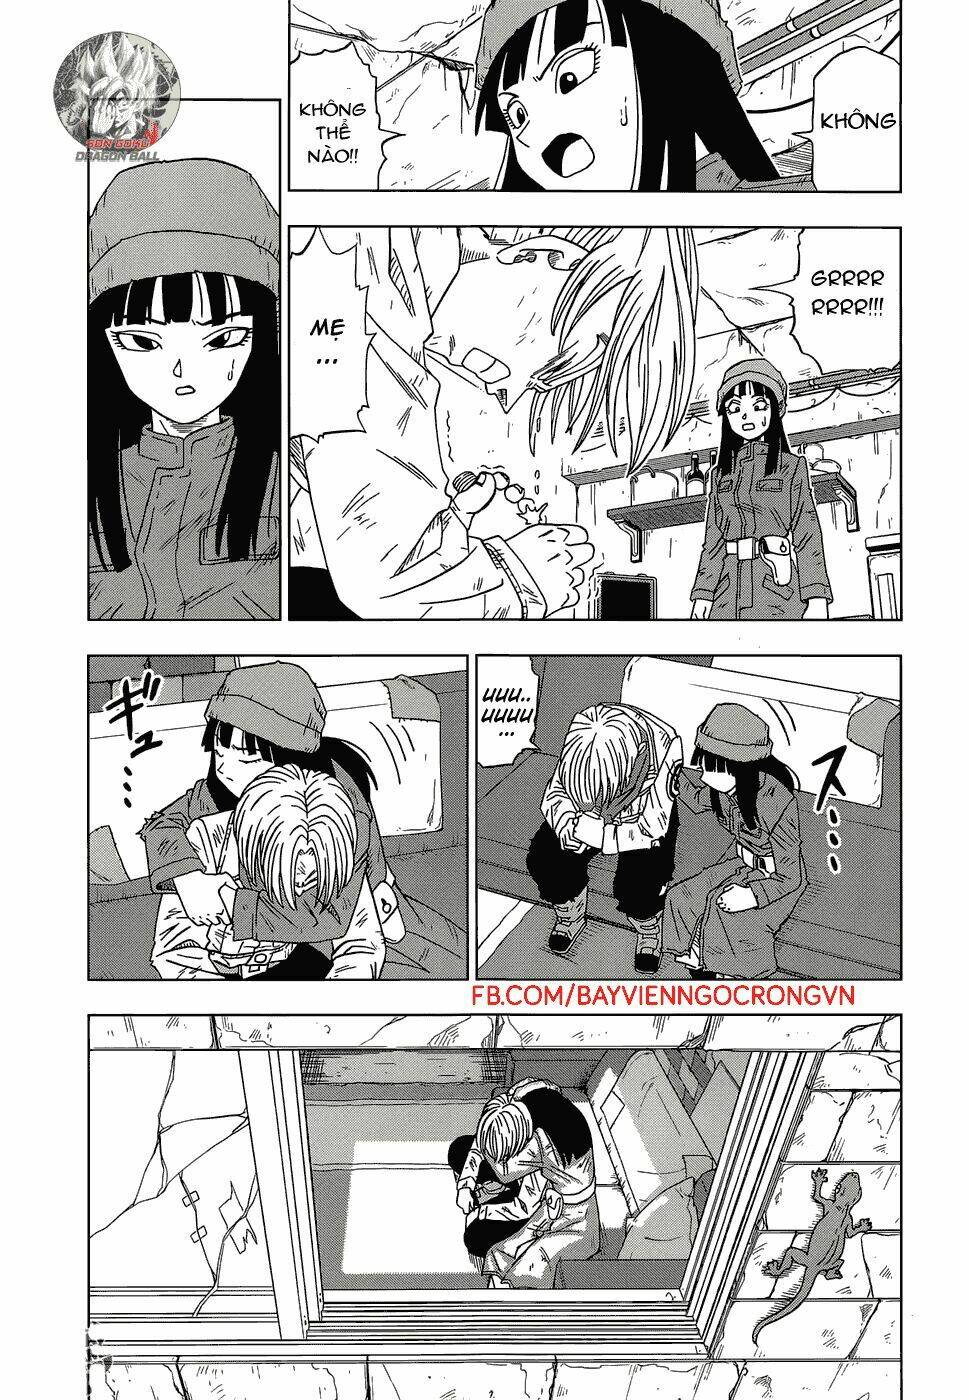 KHÔNG
KHÔNG
THỂ
NÀO!!
SON GOKU
DRAGON BALL
GRRRR
RRRR!!!
MẸ
...
UUU..
UUUU
...
ギュ...
ス...
FB.COM/BAYVIENNGOCRONGVN